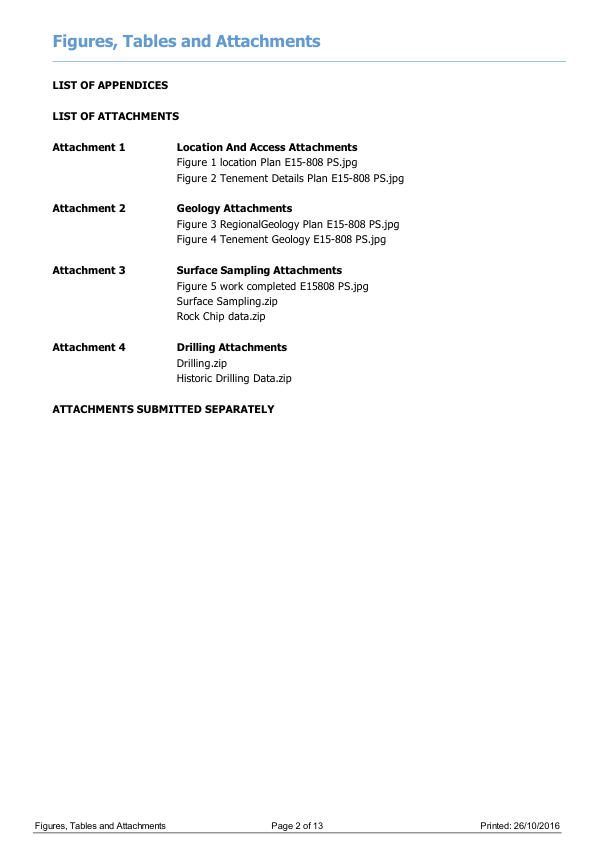 Figures, Tables and Attachments
LIST OF APPENDICES
LIST OF ATTACHMENTS
Attachment 1 Location And Access Attachments
Figure 1 location Plan E15-808 PS.jpg
Figure 2 Tenement Details Plan E15-808 PS.jpg
Attachment 2 Geology Attachments
Figure 3 RegionalGeology Plan E15-808 PS.jpg
Figure 4 Tenement Geology E15-808 PS.jpg
Attachment 3 Surface Sampling Attachments
Figure 5 work completed E15808 PS.jpg
Surface Sampling.zip
Rock Chip data.zip
Attachment 4 Drilling Attachments
Drilling.zip
Historic Drilling Data.zip
ATTACHMENTS SUBMITTED SEPARATELY
Figures, Tables and Attachments Page 2 of 13 Printed: 26/10/2016